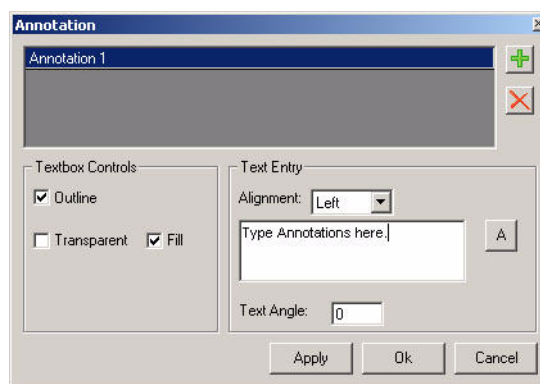 Annotation
Annotation 1
Textbox Controls
Outline
Transparent Fill
Text Entry
Alignment: Left
Type Annotations here.
A
Text Angle: 0
Apply Ok Cancel